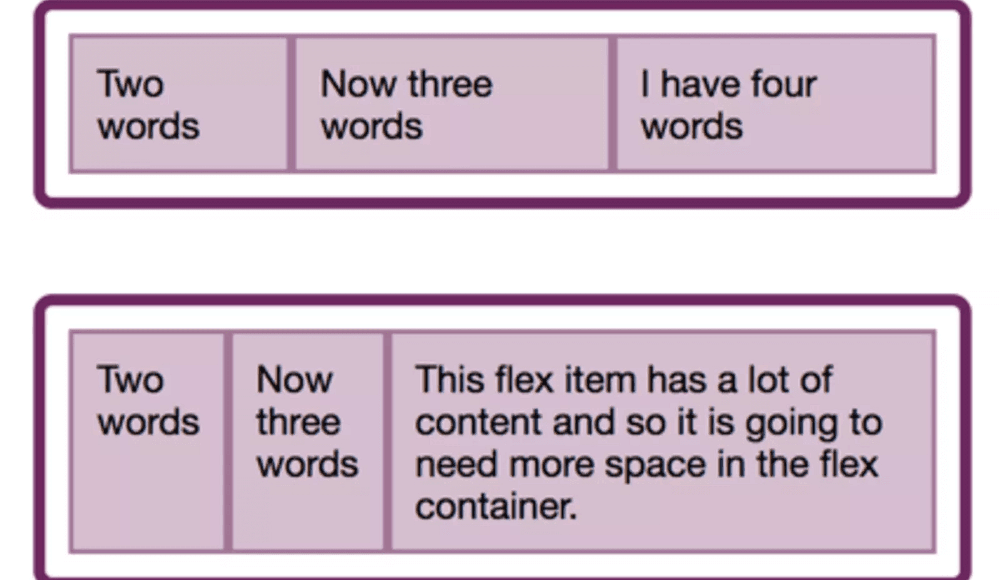 Two
words
Now three
words
I have four
words
Two
words
Now
three
words
This flex item has a lot of
content and so it is going to
need more space in the flex
container.